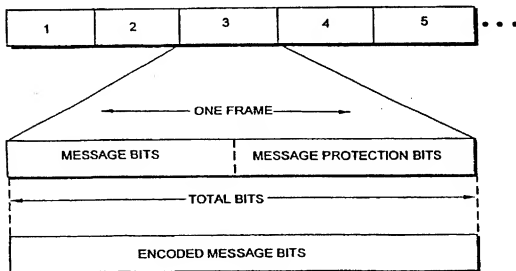 1 2 3 4 5 • • •
ONE FRAME
MESSAGE BITS MESSAGE PROTECTION BITS
TOTAL BITS
ENCODED MESSAGE BITS